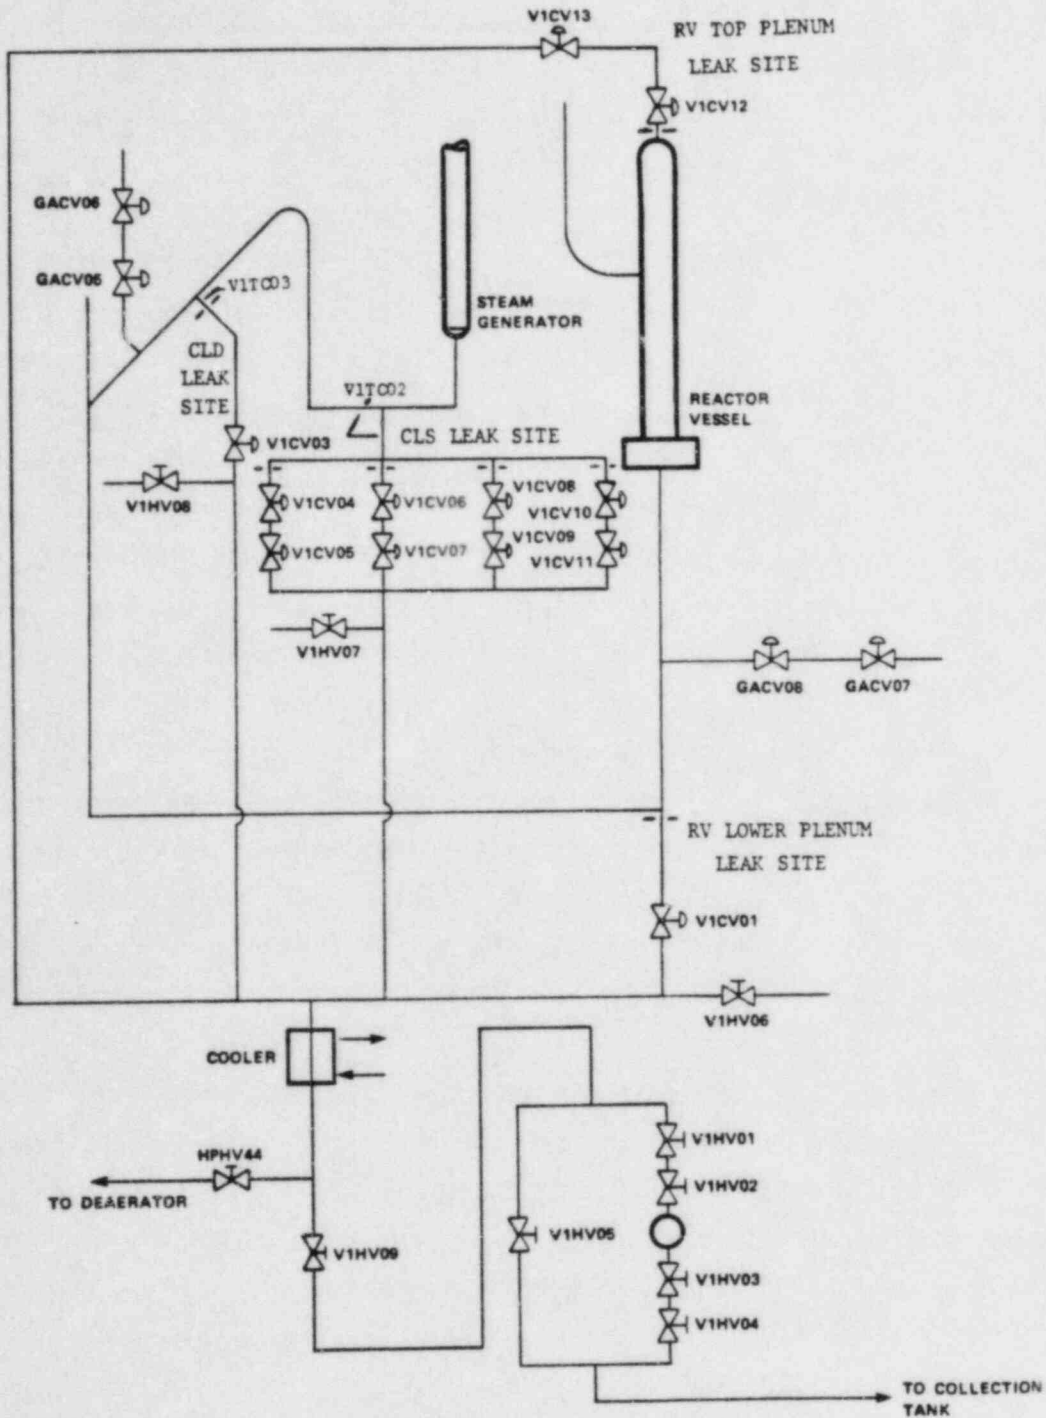 V1CV13
RV TOP PLENUM
LEAK SITE
V1CV12
GACV06
GACV05
V1TC03
STEAM
GENERATOR
CLD
LEAK
SITE
V1TC02
REACTOR
VESSEL
V1CV03
CLS LEAK SITE
V1HV08
V1CV04
V1CV06
V1CV08
V1CV10
V1CV05
V1CV07
V1CV09
V1CV11
V1HV07
GACV08
GACV07
RV LOWER PLENUM
LEAK SITE
V1CV01
V1HV06
COOLER
V1HV01
HPHV44
V1HV02
TO DEAERATOR
V1HV05
V1HV09
V1HV03
V1HV04
TO COLLECTION
TANK